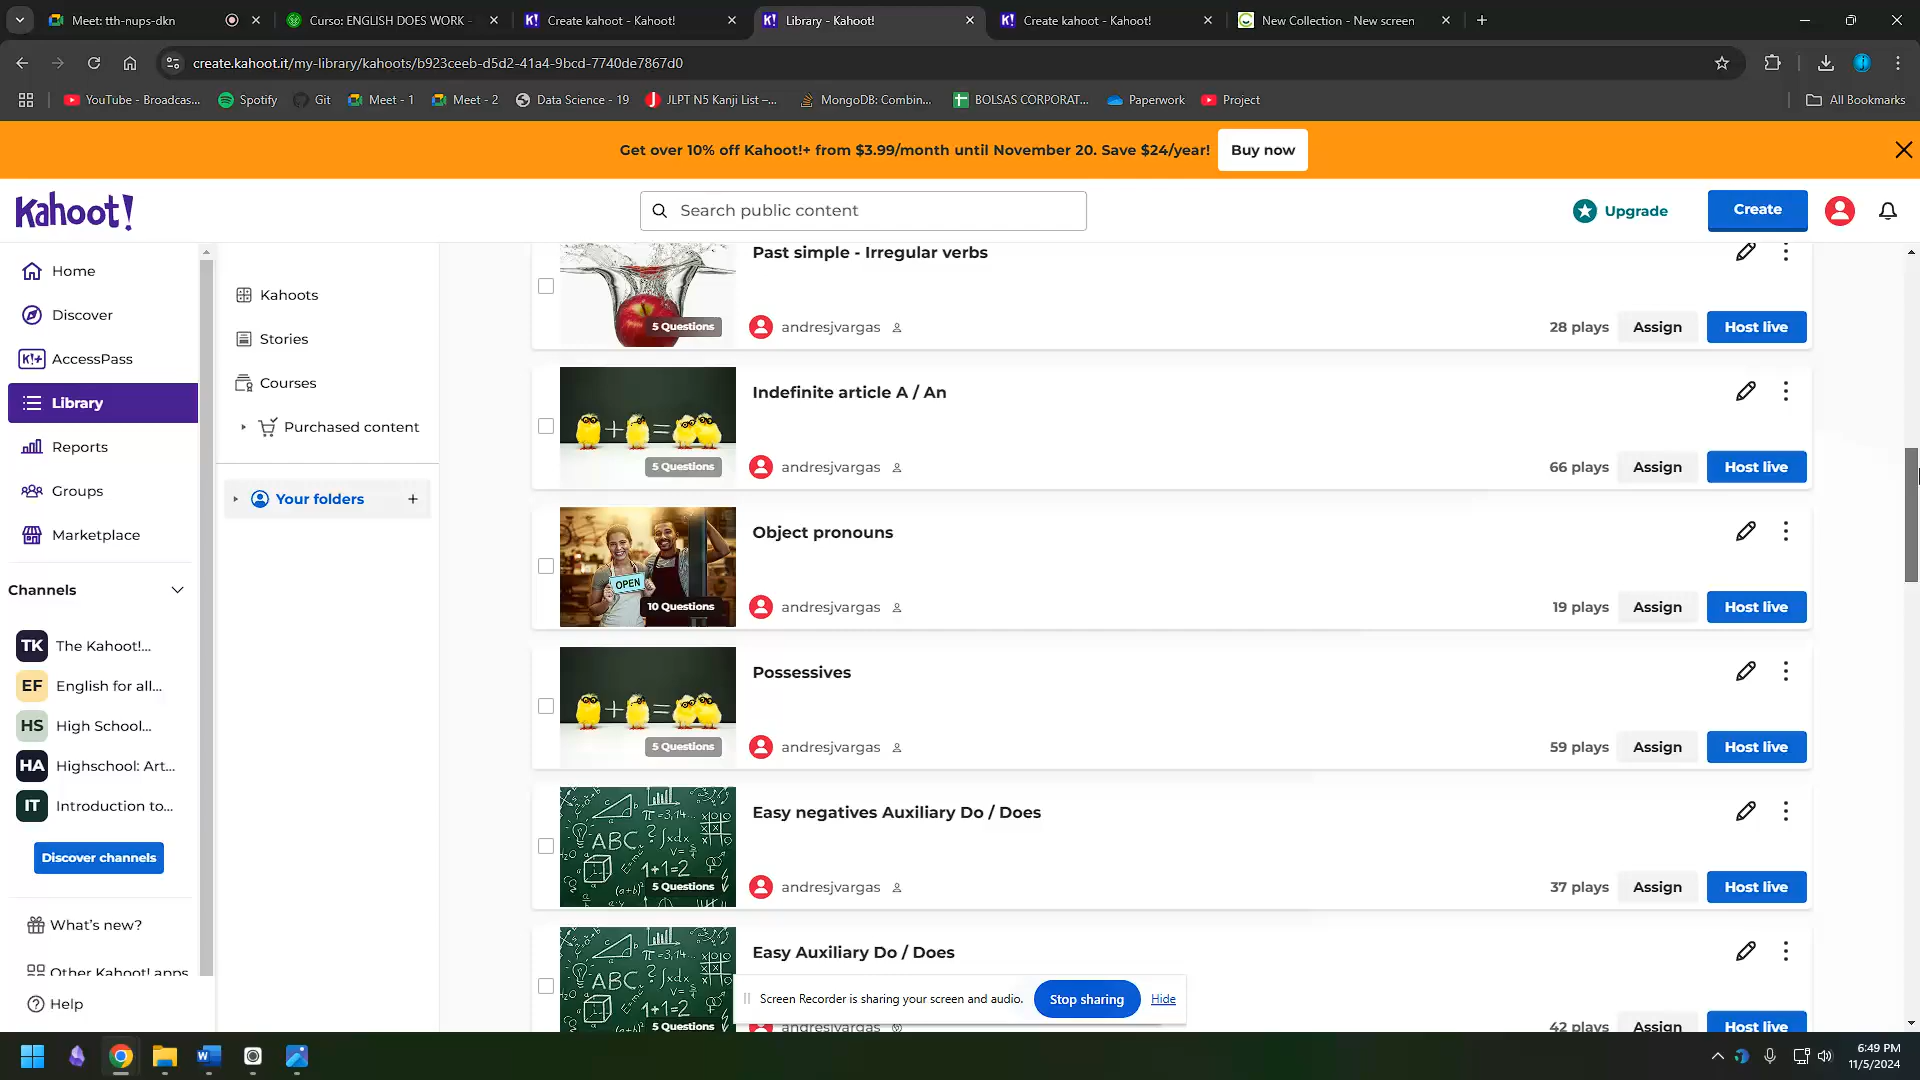 Meet: tth-nups-dkn
Curso: ENGLISH DOES WORK -
Create kahoot - Kahoot!
Library - Kahoot!
Create kahoot - Kahoot!
New Collection - New screen
create.kahoot.it/my-library/kahoots/b923ceeb-d5d2-41a4-9bcd-7740de7867d0
YouTube - Broadcas...
Spotify
Git
Meet - 1
Meet - 2
Data Science - 19
JLPT N5 Kanji List –...
MongoDB: Combin...
BOLSAS CORPORAT...
Paperwork
Project
All Bookmarks
Get over 10% off Kahoot!+ from $3.99/month until November 20. Save $24/year!
Buy now
Kahoot!
Search public content
Upgrade
Create
Home
Discover
K!+ AccessPass
Library
Reports
Groups
Marketplace
Channels
TK The Kahoot!...
EF English for all...
HS High School...
HA Highschool: Art...
IT Introduction to...
Discover channels
What's new?
Other Kahoot! apps
Help
Kahoots
Stories
Courses
Purchased content
Your folders
Past simple - Irregular verbs
5 Questions
andresjvargas
28 plays
Assign
Host live
Indefinite article A / An
5 Questions
andresjvargas
66 plays
Assign
Host live
Object pronouns
OPEN
10 Questions
andresjvargas
19 plays
Assign
Host live
Possessives
5 Questions
andresjvargas
59 plays
Assign
Host live
Easy negatives Auxiliary Do / Does
ABC
1+1=2
5 Questions
andresjvargas
37 plays
Assign
Host live
Easy Auxiliary Do / Does
ABC
1+1=2
5 Questions
andresjvargas
42 plays
Assign
Host live
Screen Recorder is sharing your screen and audio.
Stop sharing
Hide
6:49 PM
11/5/2024